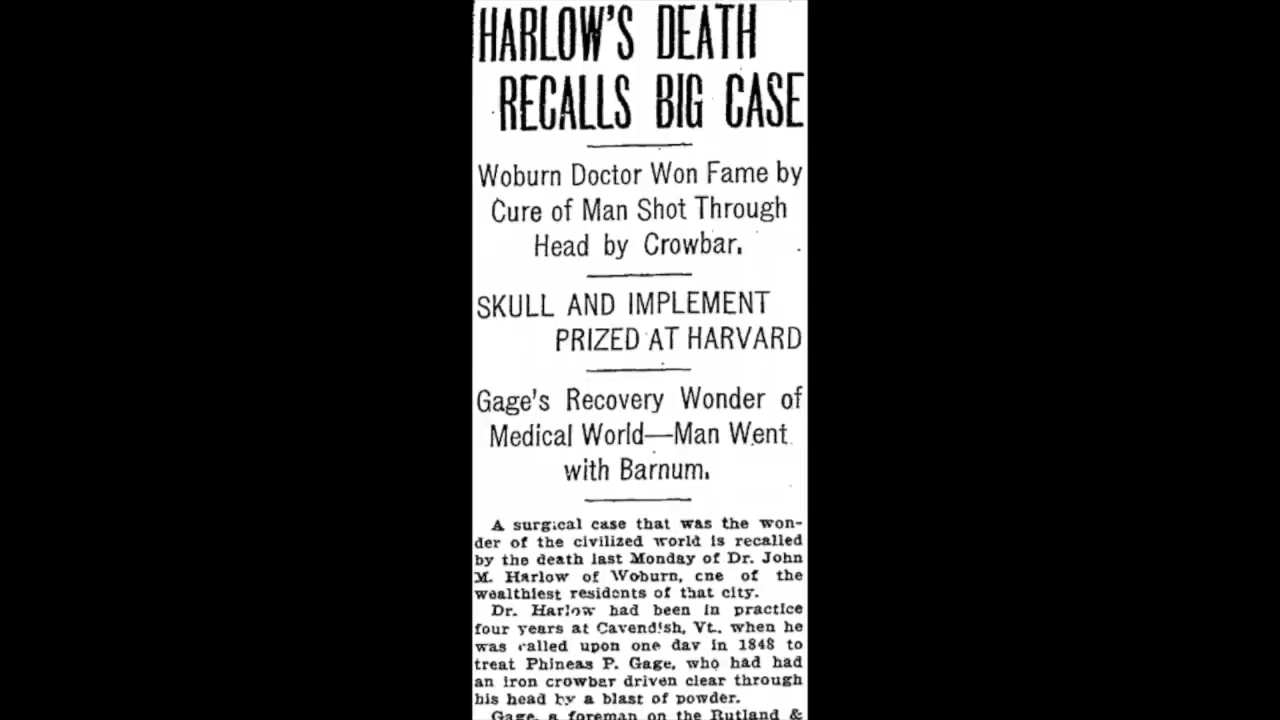 HARLOW'S DEATH
RECALLS BIG CASE
Woburn Doctor Won Fame by
Cure of Man Shot Through
Head by Crowbar.
SKULL AND IMPLEMENT
PRIZED AT HARVARD
Gage's Recovery Wonder of
Medical World—Man Went
with Barnum.
A surgical case that was the won-
der of the civilized world is recalled
by the death last Monday of Dr. John
M. Harlow of Woburn, one of the
wealthiest residents of that city.
Dr. Harlow had been in practice
four years at Cavendish, Vt., when he
was called upon one day in 1848 to
treat Phineas P. Gage, who had had
an iron crowbar driven clear through
his head by a blast of powder.
Gage, a foreman on the Rutland &